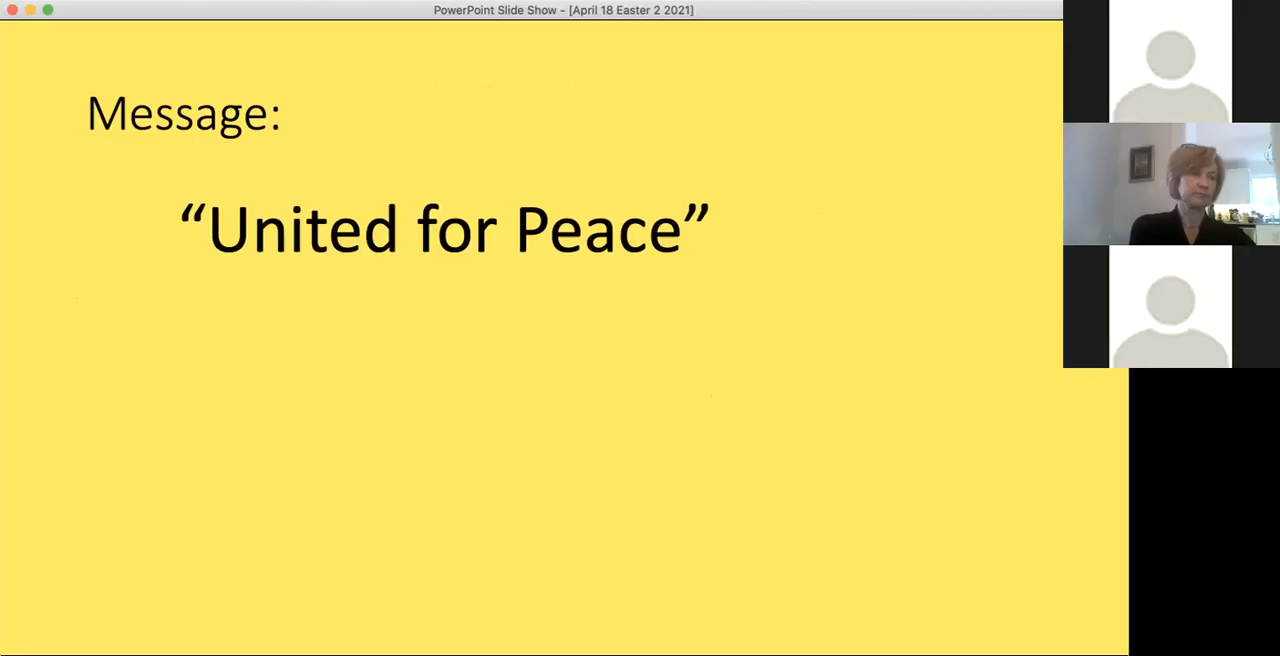 PowerPoint Slide Show - [April 18 Easter 2 2021]
Message:
“United for Peace”